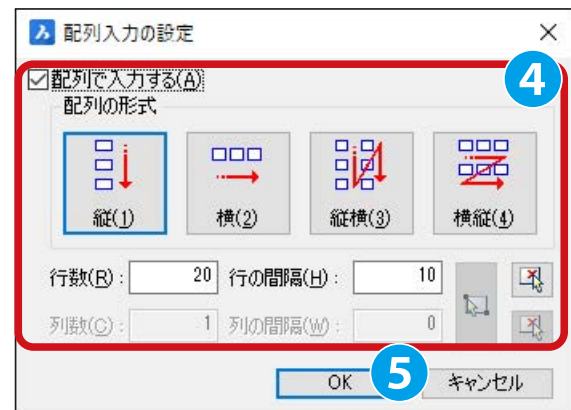 配列入力の設定
配列で入力する(A)
4
配列の形式
縦(1) 横(2) 縦横(3) 横縦(4)
行数(R): 20 行の間隔(H): 10
列数(C): 1 列の間隔(W): 0
OK 5 キャンセル